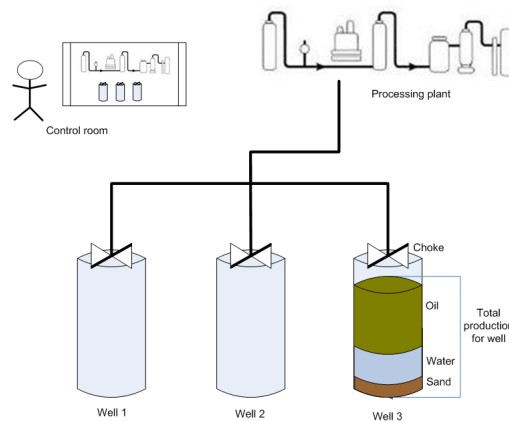 Processing plant
Control room
Choke
Oil
Total
production
for well
Water
Sand
Well 1
Well 2
Well 3